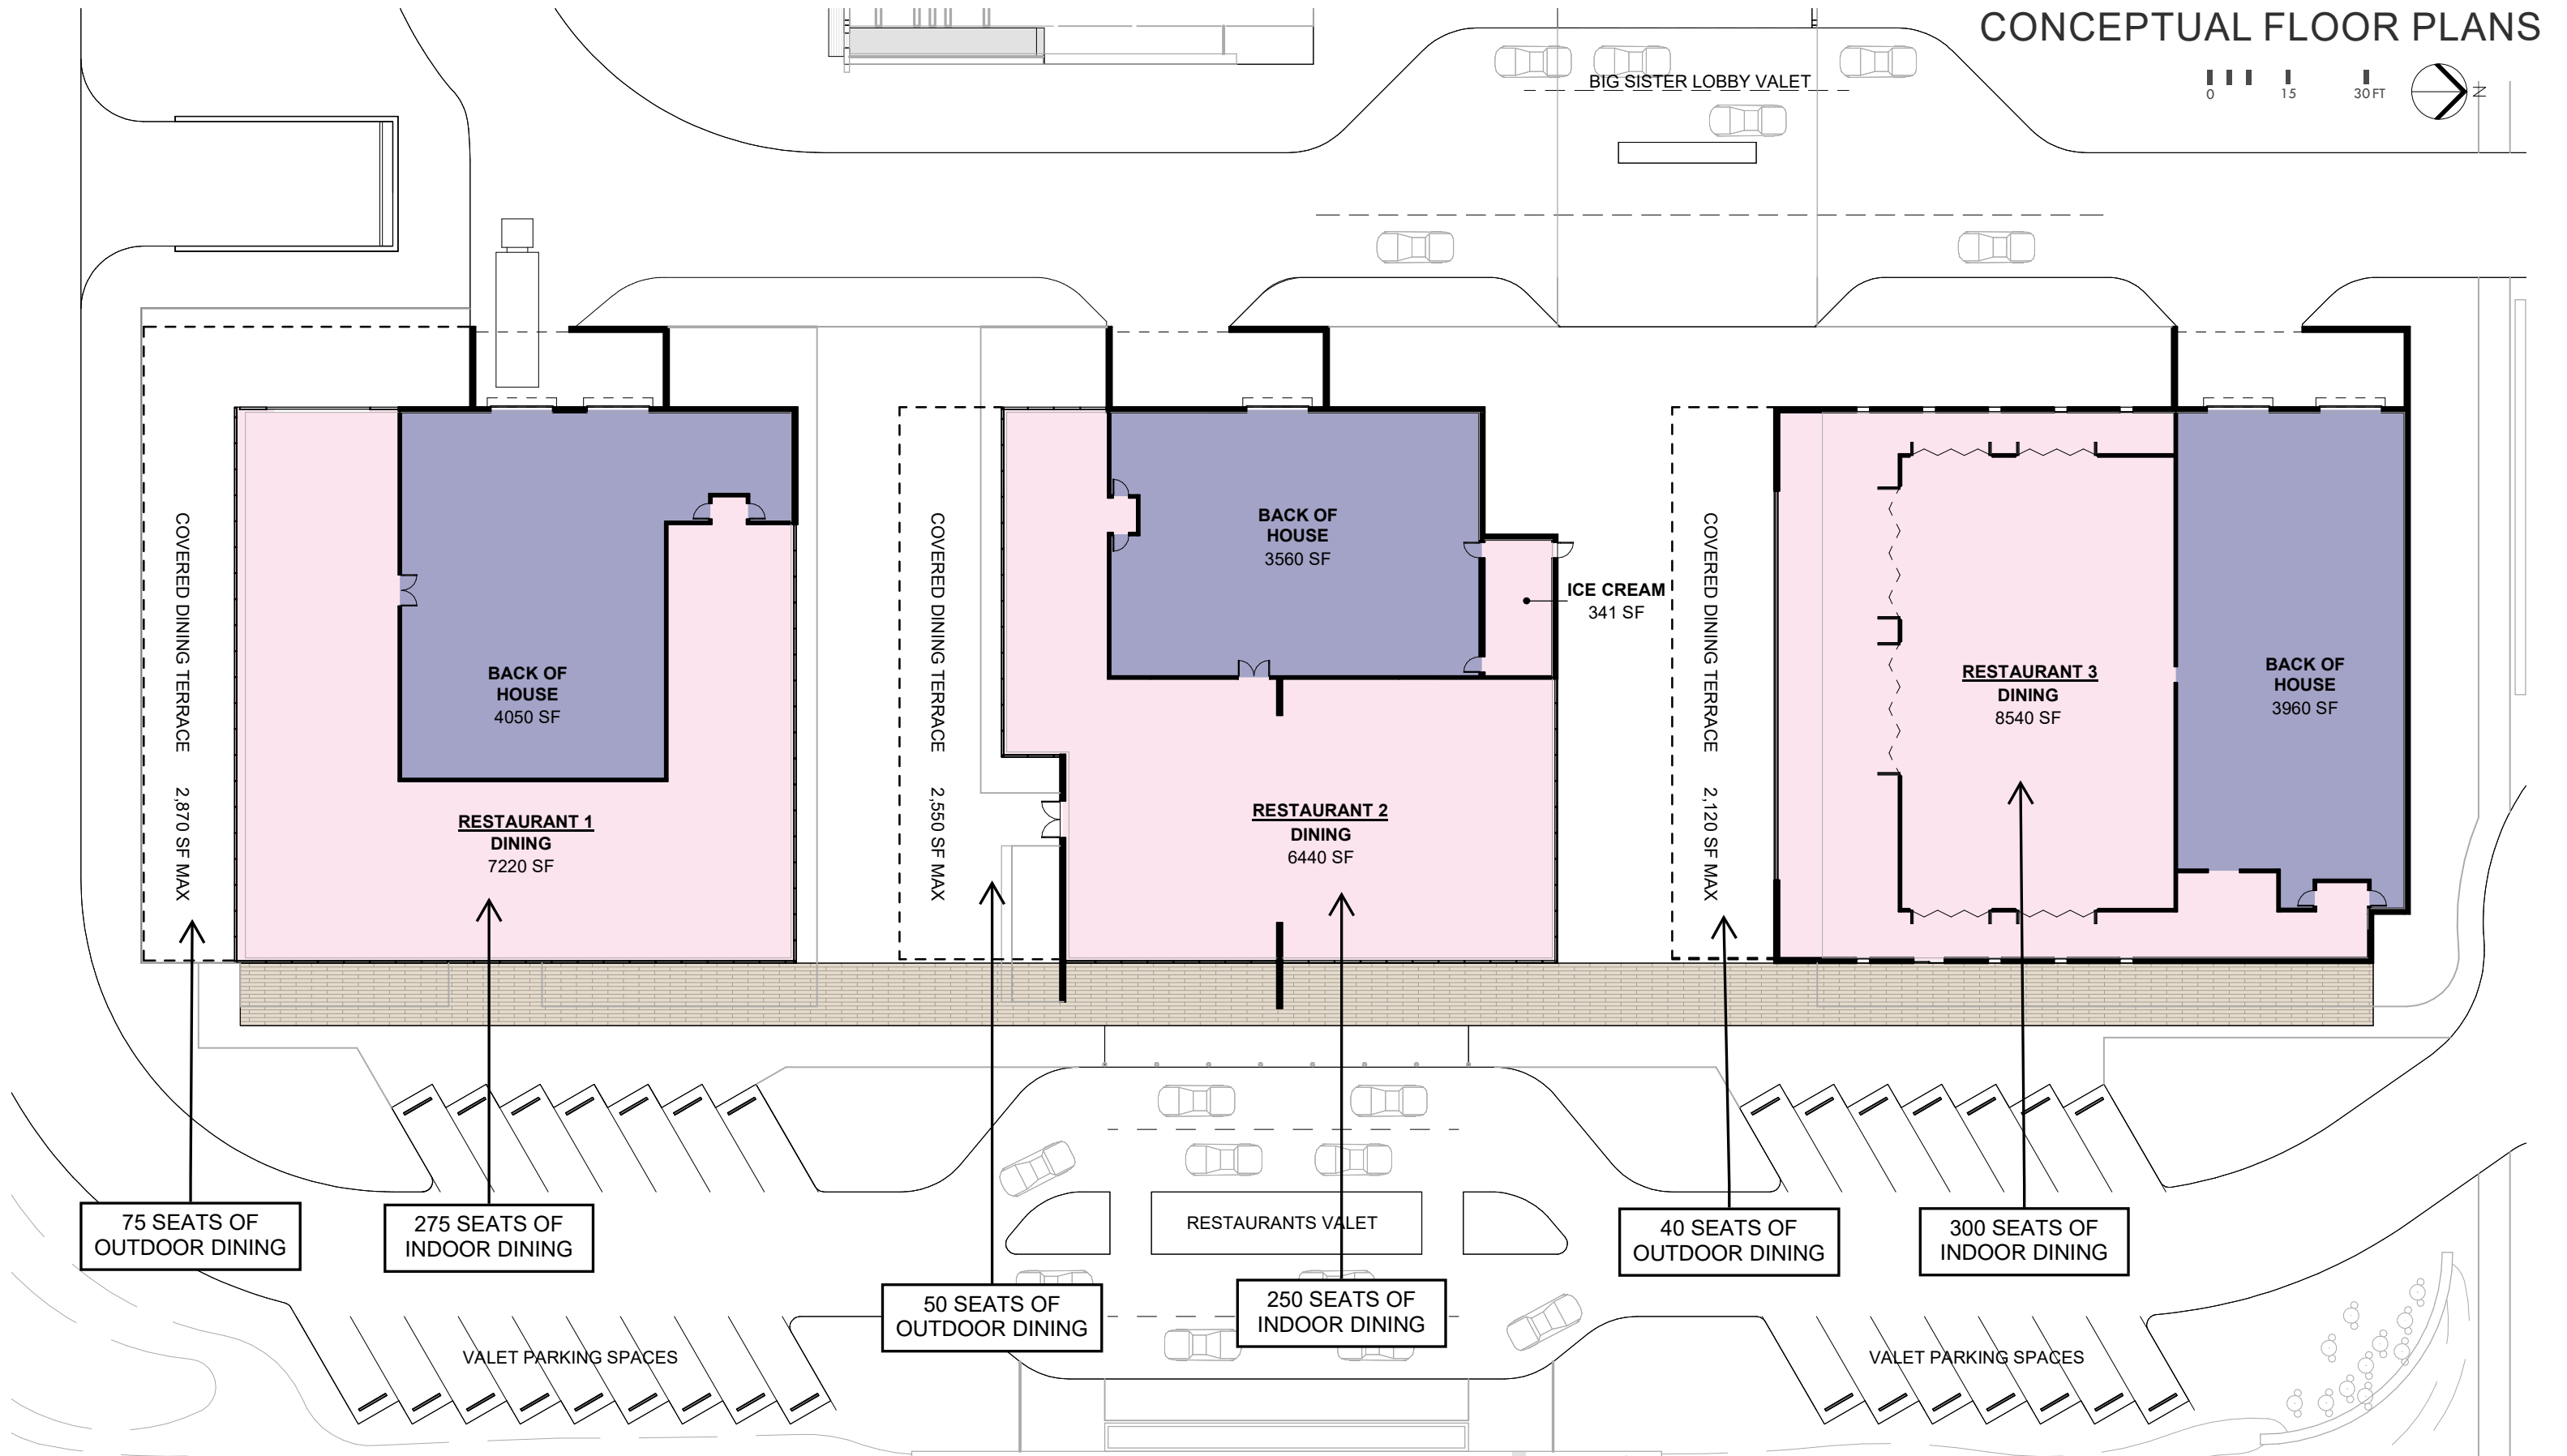 CONCEPTUAL FLOOR PLANS
0 15 30 FT
N
BIG SISTER LOBBY VALET
COVERED DINING TERRACE 2,870 SF MAX
BACK OF
HOUSE
4050 SF
RESTAURANT 1
DINING
7220 SF
COVERED DINING TERRACE 2,550 SF MAX
BACK OF
HOUSE
3560 SF
ICE CREAM
341 SF
RESTAURANT 2
DINING
6440 SF
COVERED DINING TERRACE 2,120 SF MAX
RESTAURANT 3
DINING
8540 SF
BACK OF
HOUSE
3960 SF
75 SEATS OF
OUTDOOR DINING
275 SEATS OF
INDOOR DINING
50 SEATS OF
OUTDOOR DINING
RESTAURANTS VALET
250 SEATS OF
INDOOR DINING
40 SEATS OF
OUTDOOR DINING
300 SEATS OF
INDOOR DINING
VALET PARKING SPACES
VALET PARKING SPACES